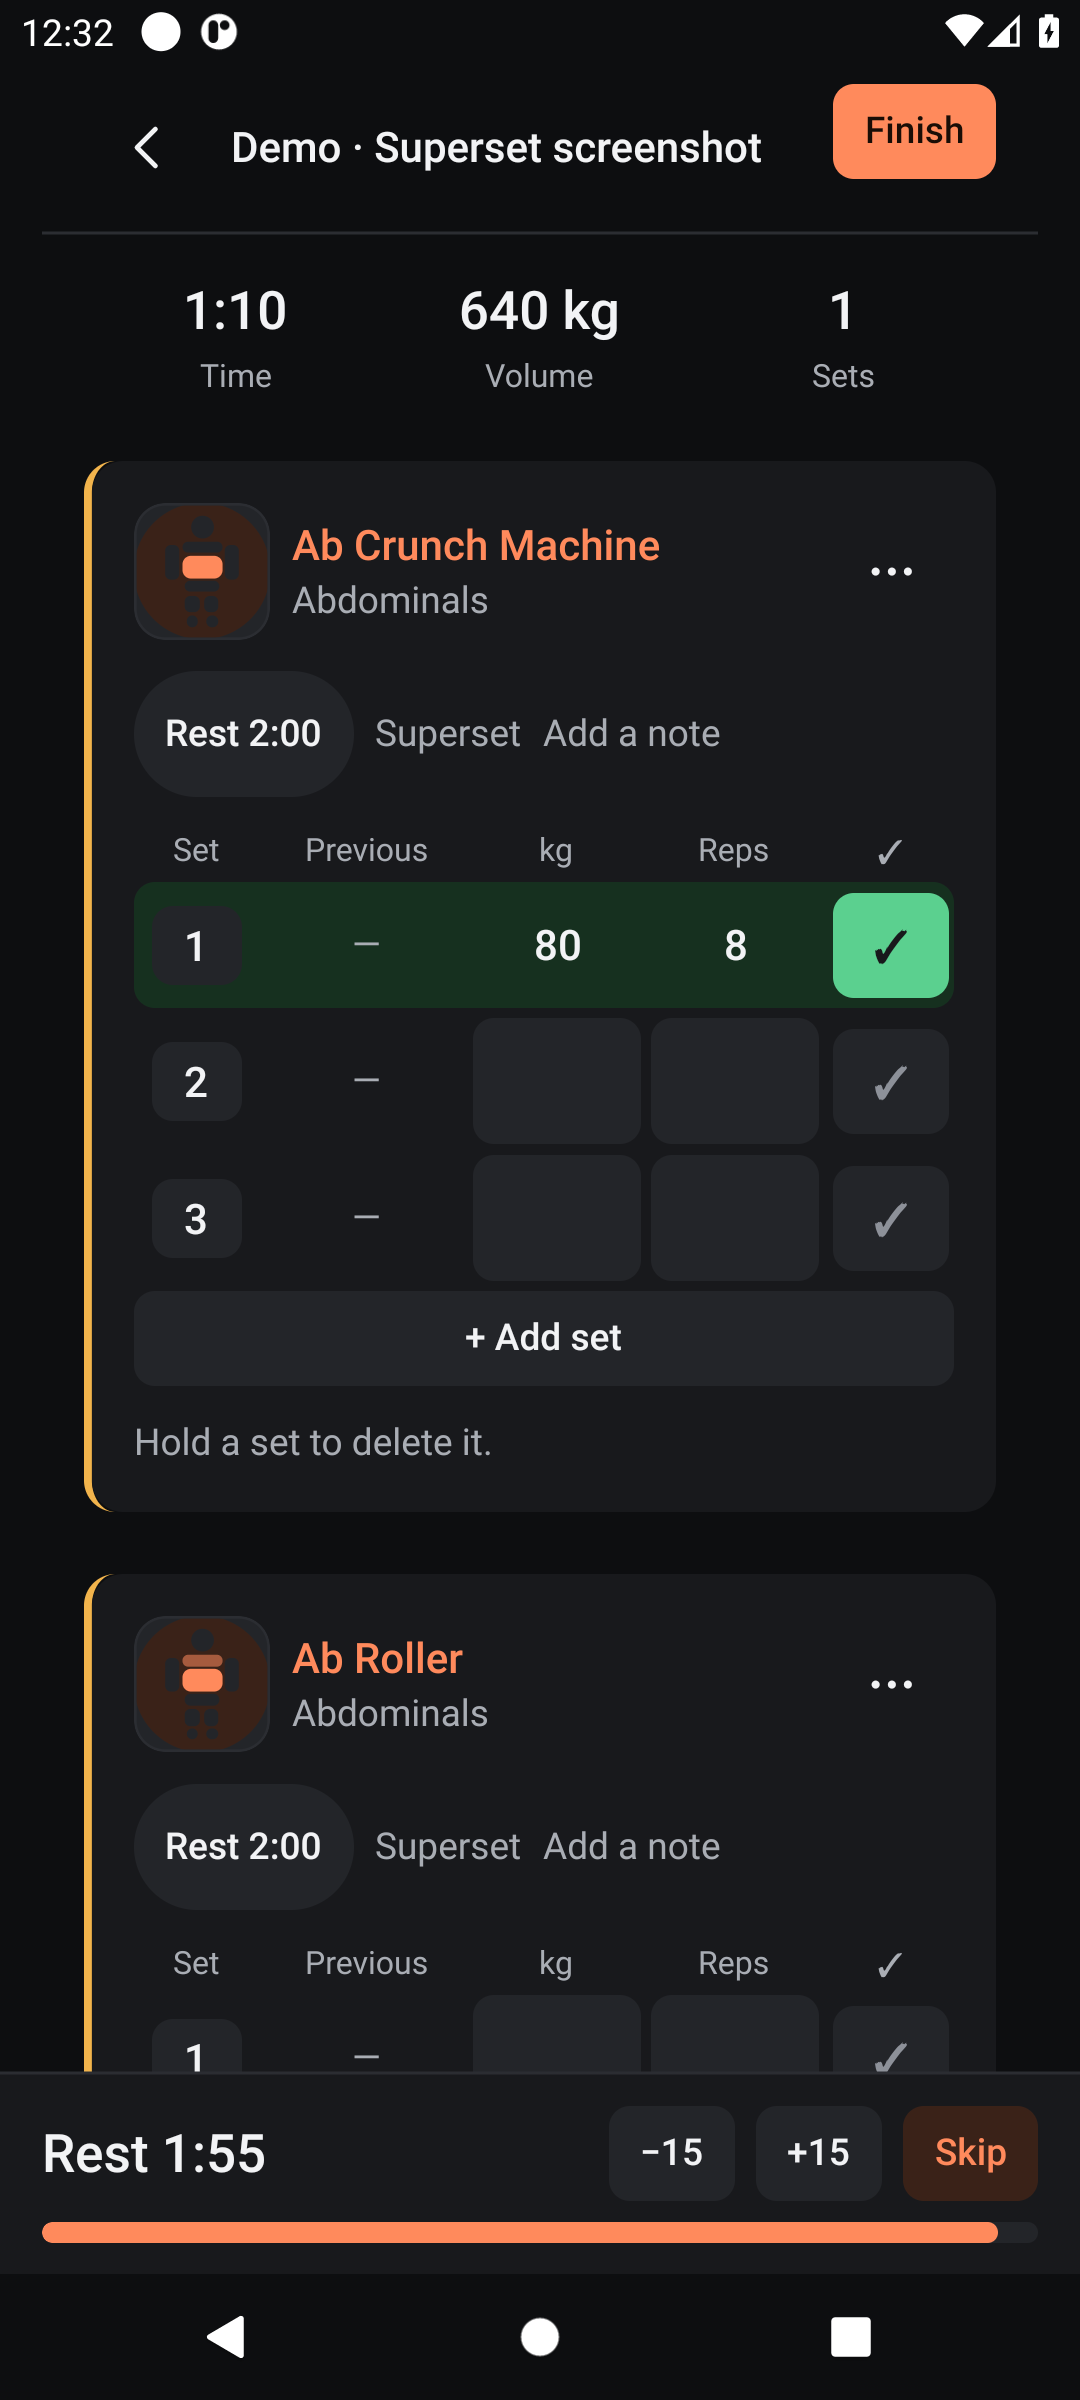 12:32
Demo · Superset screenshot
Finish
1:10 640 kg 1
Time Volume Sets
Ab Crunch Machine
Abdominals
Rest 2:00 Superset Add a note
Set Previous kg Reps ✓
1 — 80 8 ✓
2 — ✓
3 — ✓
+ Add set
Hold a set to delete it.
Ab Roller
Abdominals
Rest 2:00 Superset Add a note
Set Previous kg Reps ✓
1 — ✓
Rest 1:55 −15 +15 Skip